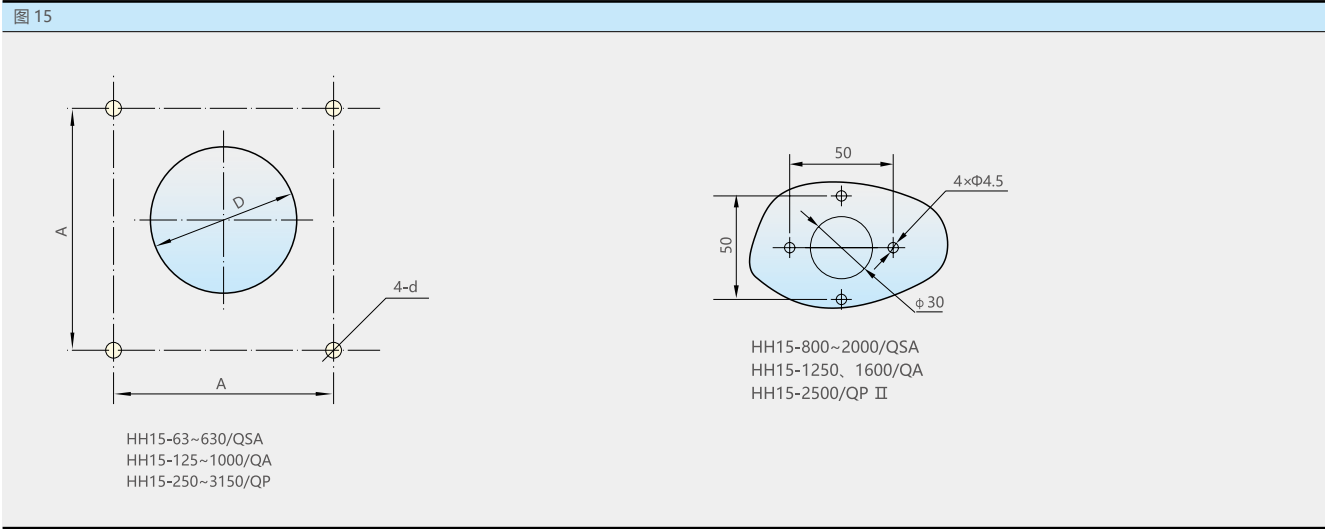 图 15
A
D
4-d
A
HH15-63~630/QSA
HH15-125~1000/QA
HH15-250~3150/QP
50
4×Φ4.5
50
ϕ30
HH15-800~2000/QSA
HH15-1250、1600/QA
HH15-2500/QP Ⅱ